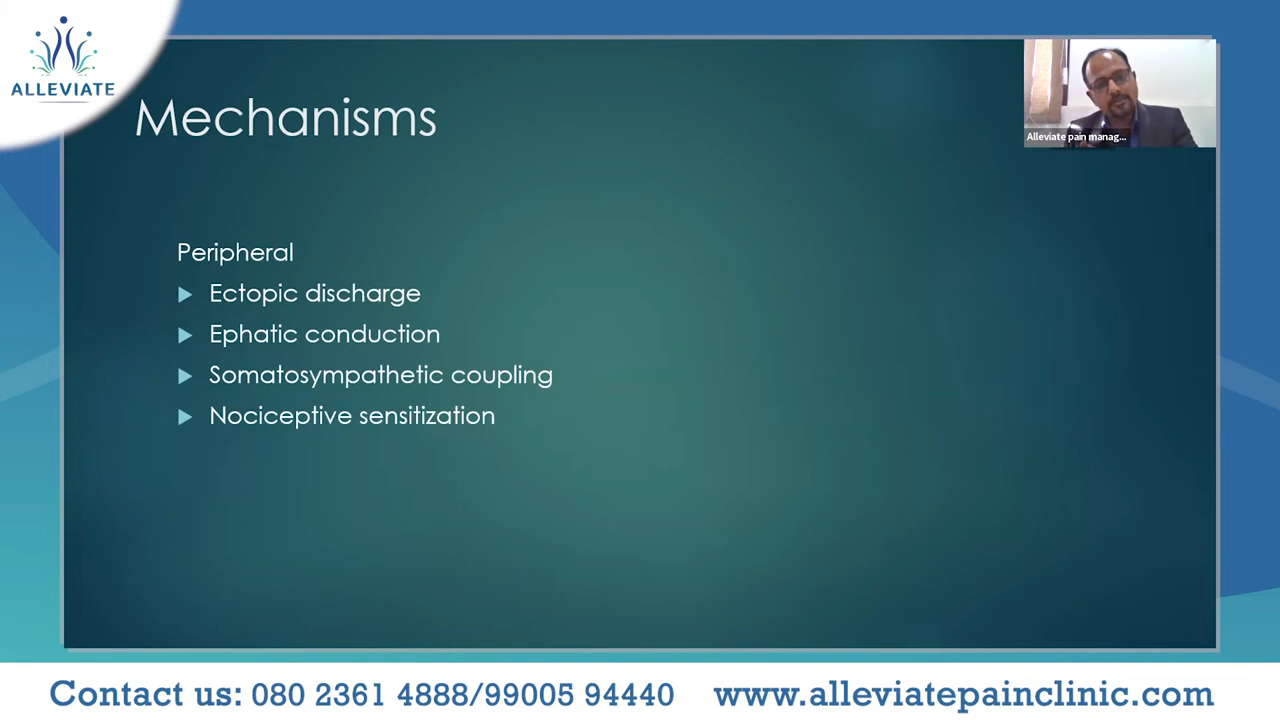 ALLEVIATE
Mechanisms
Alleviate pain manag...
Peripheral
Ectopic discharge
Ephatic conduction
Somatosympathetic coupling
Nociceptive sensitization
Contact us: 080 2361 4888/99005 94440 www.alleviatepainclinic.com